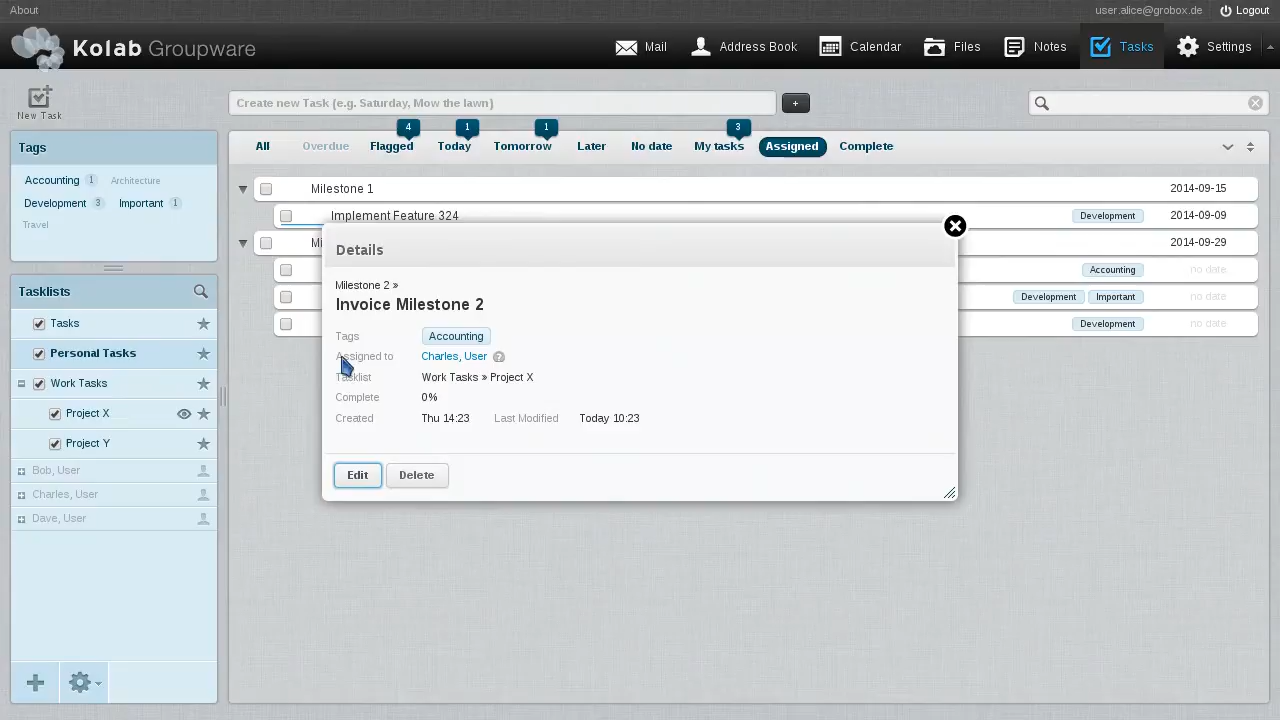 About
user.alice@grobox.de
Logout
Kolab Groupware
Mail
Address Book
Calendar
Files
Notes
Tasks
Settings
New Task
Create new Task (e.g. Saturday, Mow the lawn)
+
Tags
Accounting 1
Architecture
Development 3
Important 1
Travel
Tasklists
Tasks
Personal Tasks
Work Tasks
Project X
Project Y
Bob, User
Charles, User
Dave, User
4 1 1 3
All Overdue Flagged Today Tomorrow Later No date My tasks Assigned Complete
Milestone 1 2014-09-15
Implement Feature 324 Development 2014-09-09
Mi 2014-09-29
Accounting no date
Development Important no date
Development no date
Details
Milestone 2 »
Invoice Milestone 2
Tags Accounting
Assigned to Charles, User ?
Tasklist Work Tasks » Project X
Complete 0%
Created Thu 14:23 Last Modified Today 10:23
Edit Delete